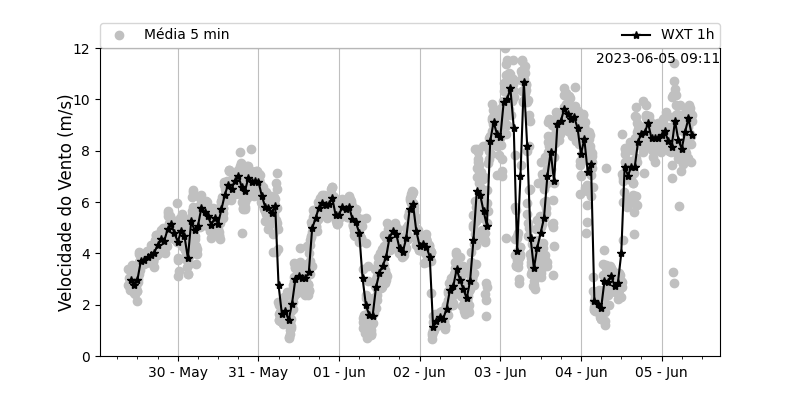 Média 5 min WXT 1h
2023-06-05 09:11
Velocidade do Vento (m/s)
12
10
8
6
4
2
0
30 - May 31 - May 01 - Jun 02 - Jun 03 - Jun 04 - Jun 05 - Jun